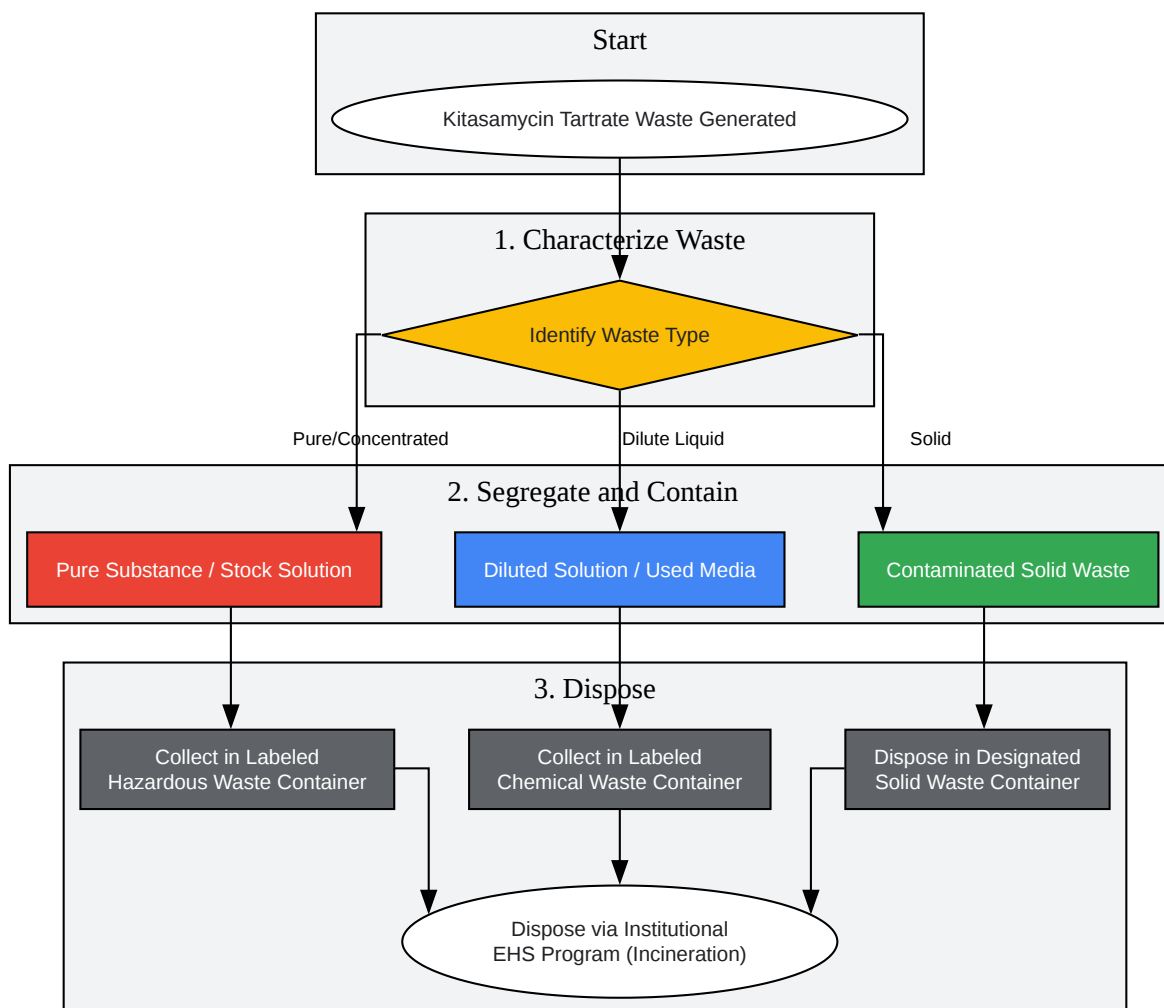 Start
Kitasamycin Tartrate Waste Generated
1. Characterize Waste
Identify Waste Type
Pure/Concentrated
Dilute Liquid
Solid
2. Segregate and Contain
Pure Substance / Stock Solution
Diluted Solution / Used Media
Contaminated Solid Waste
3. Dispose
Collect in Labeled
Hazardous Waste Container
Collect in Labeled
Chemical Waste Container
Dispose in Designated
Solid Waste Container
Dispose via Institutional
EHS Program (Incineration)